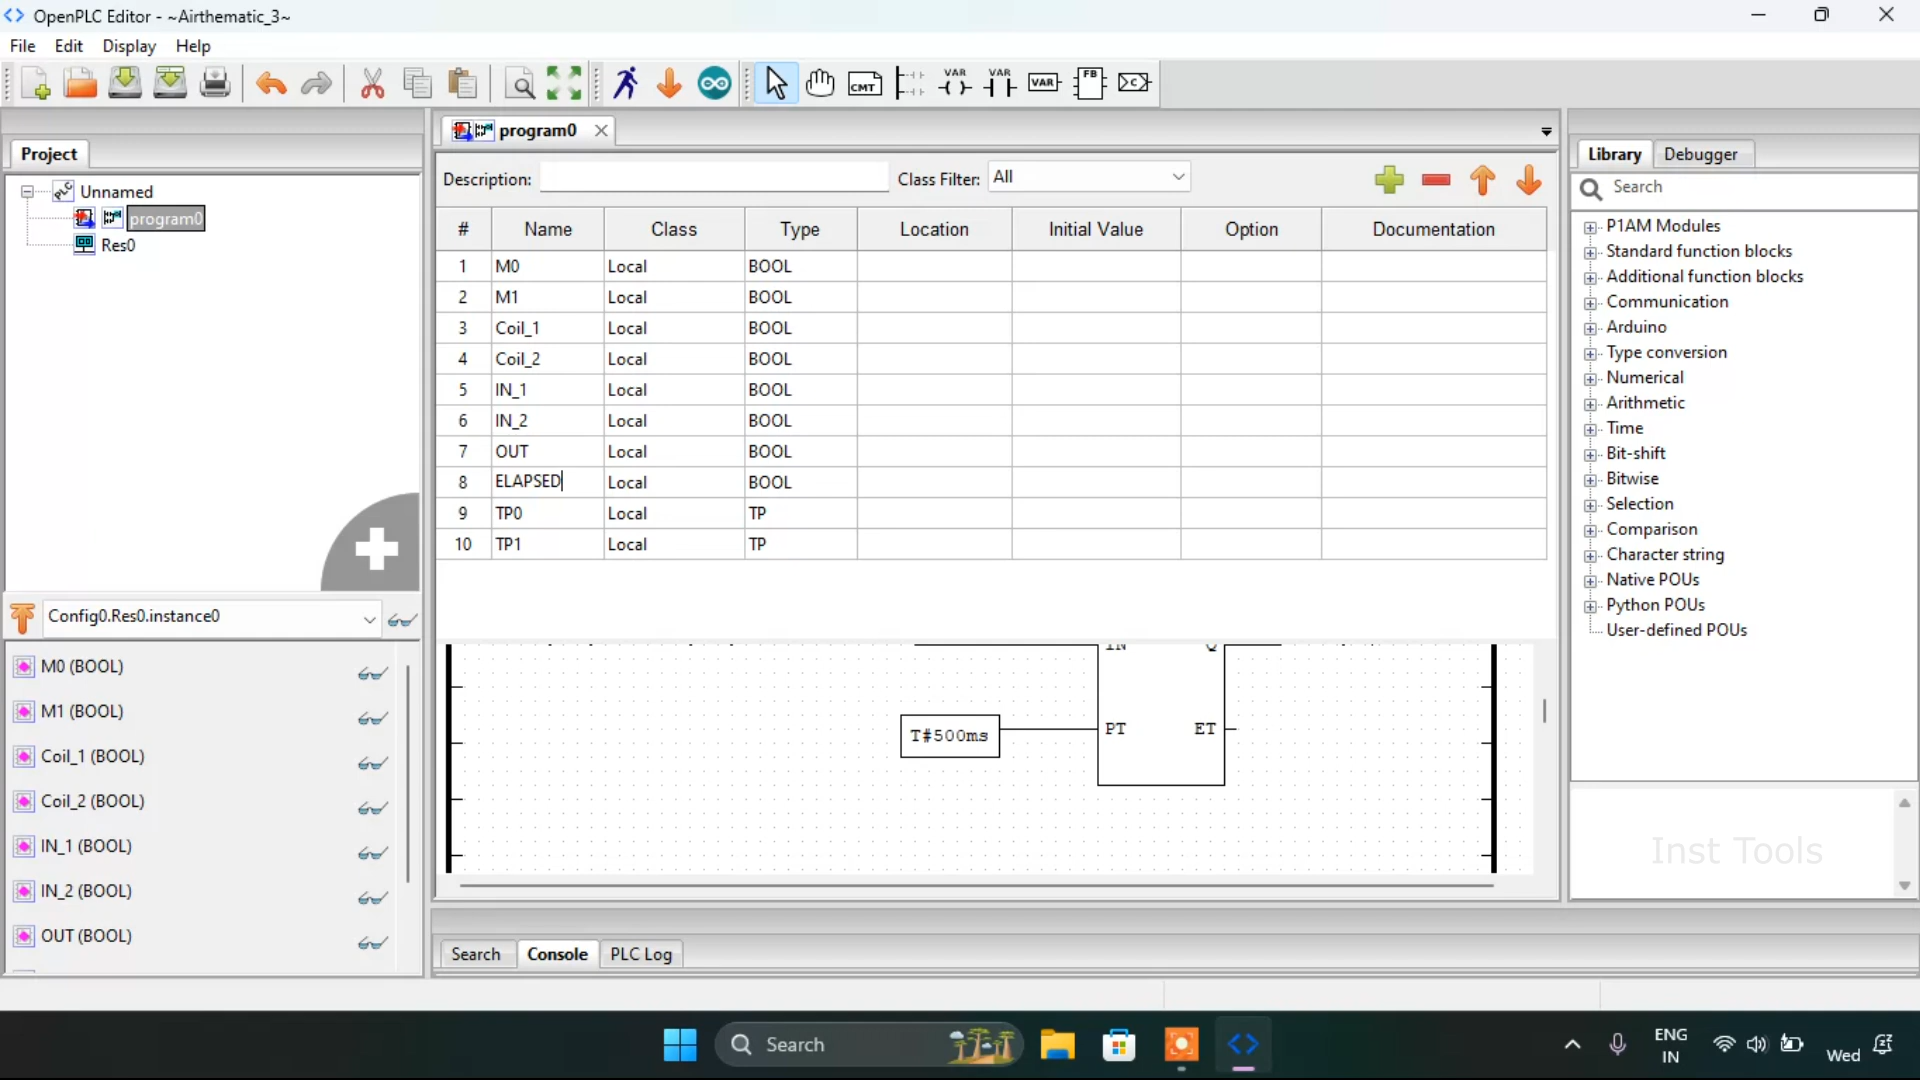 OpenPLC Editor - ~Airthematic_3~
File Edit Display Help
CMT VAR VAR VAR FB
Project
Unnamed
program0
Res0
Config0.Res0.instance0
M0 (BOOL)
M1 (BOOL)
Coil_1 (BOOL)
Coil_2 (BOOL)
IN_1 (BOOL)
IN_2 (BOOL)
OUT (BOOL)
program0
Description: Class Filter: All
# Name Class Type Location Initial Value Option Documentation
1 M0 Local BOOL
2 M1 Local BOOL
3 Coil_1 Local BOOL
4 Coil_2 Local BOOL
5 IN_1 Local BOOL
6 IN_2 Local BOOL
7 OUT Local BOOL
8 ELAPSED Local BOOL
9 TP0 Local TP
10 TP1 Local TP
IN Q
T#500ms PT ET
Search Console PLC Log
Library Debugger
Search
P1AM Modules
Standard function blocks
Additional function blocks
Communication
Arduino
Type conversion
Numerical
Arithmetic
Time
Bit-shift
Bitwise
Selection
Comparison
Character string
Native POUs
Python POUs
User-defined POUs
Inst Tools
Search
ENG
IN
Wed